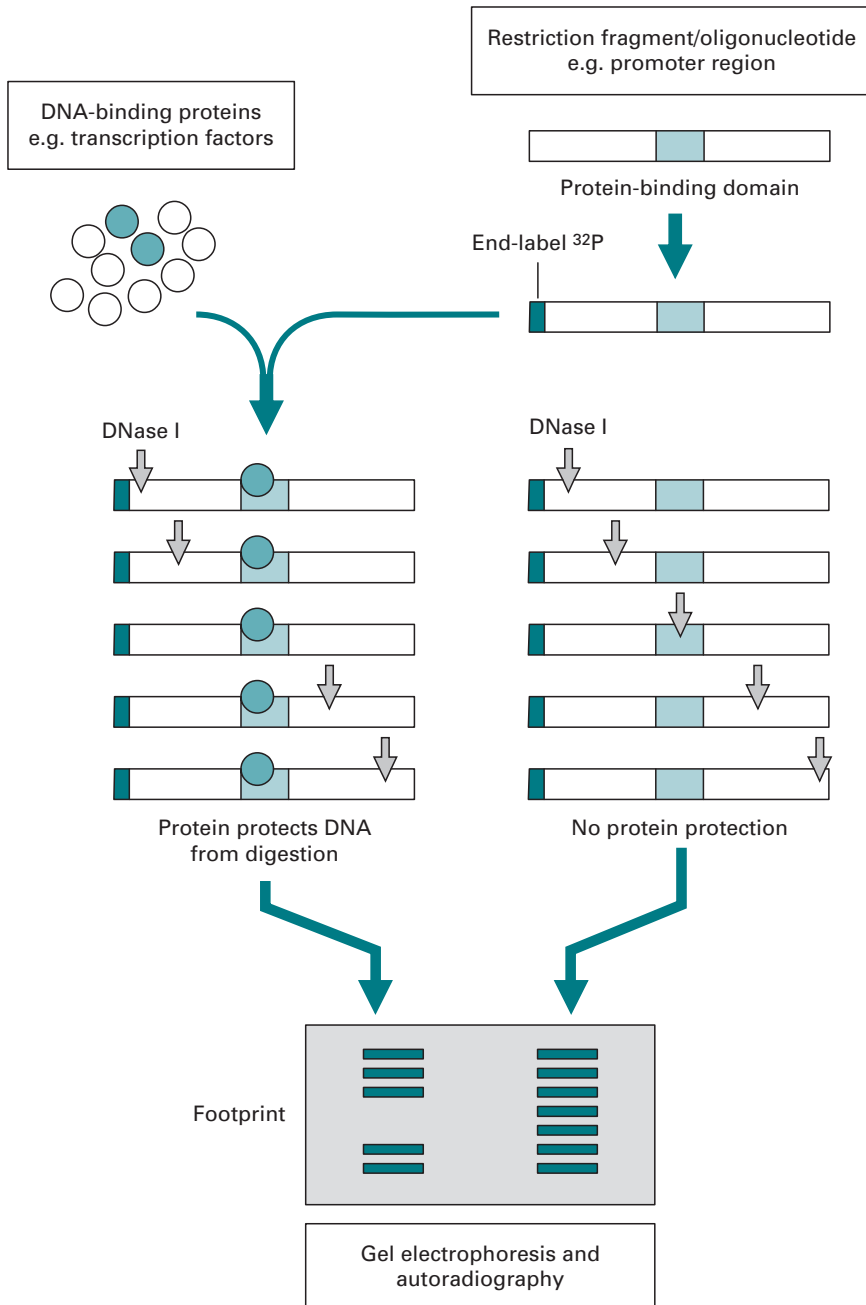 Restriction fragment/oligonucleotide
e.g. promoter region
DNA-binding proteins
e.g. transcription factors
Protein-binding domain
End-label ³²P
DNase I
DNase I
Protein protects DNA
from digestion
No protein protection
Footprint
Gel electrophoresis and
autoradiography